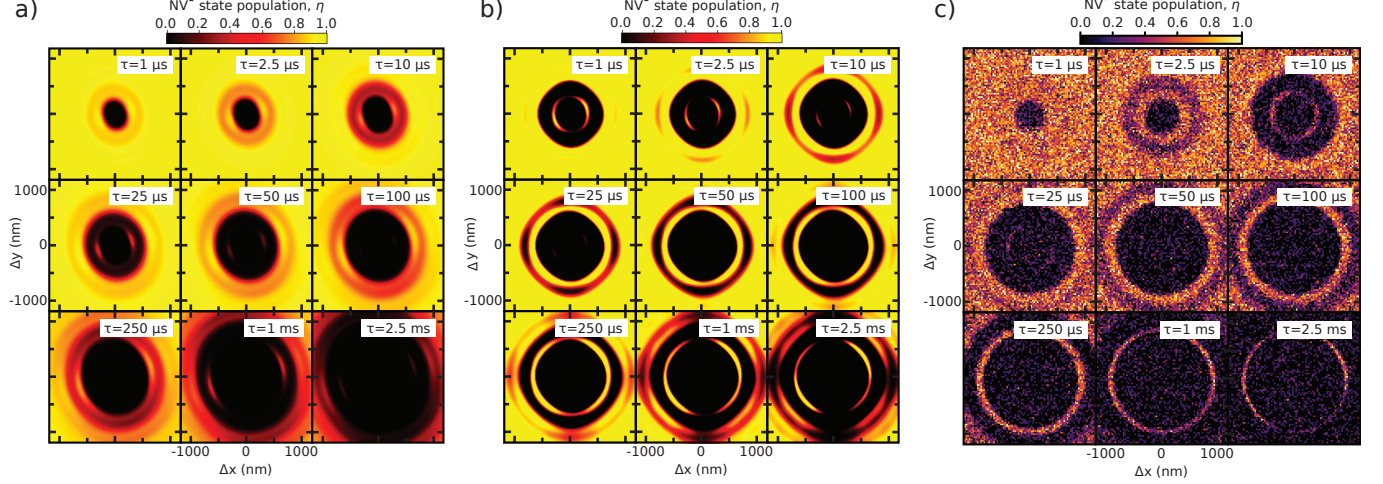 a)
NV⁻ state population, η
0.0 0.2 0.4 0.6 0.8 1.0
τ=1 μs
τ=2.5 μs
τ=10 μs
τ=25 μs
τ=50 μs
τ=100 μs
τ=250 μs
τ=1 ms
τ=2.5 ms
1000
0
-1000
Δy (nm)
-1000 0 1000
Δx (nm)
b)
NV⁻ state population, η
0.0 0.2 0.4 0.6 0.8 1.0
τ=1 μs
τ=2.5 μs
τ=10 μs
τ=25 μs
τ=50 μs
τ=100 μs
τ=250 μs
τ=1 ms
τ=2.5 ms
1000
0
-1000
Δy (nm)
-1000 0 1000
Δx (nm)
c)
NV⁻ state population, η
0.0 0.2 0.4 0.6 0.8 1.0
τ=1 μs
τ=2.5 μs
τ=10 μs
τ=25 μs
τ=50 μs
τ=100 μs
τ=250 μs
τ=1 ms
τ=2.5 ms
1000
0
-1000
Δy (nm)
-1000 0 1000
Δx (nm)